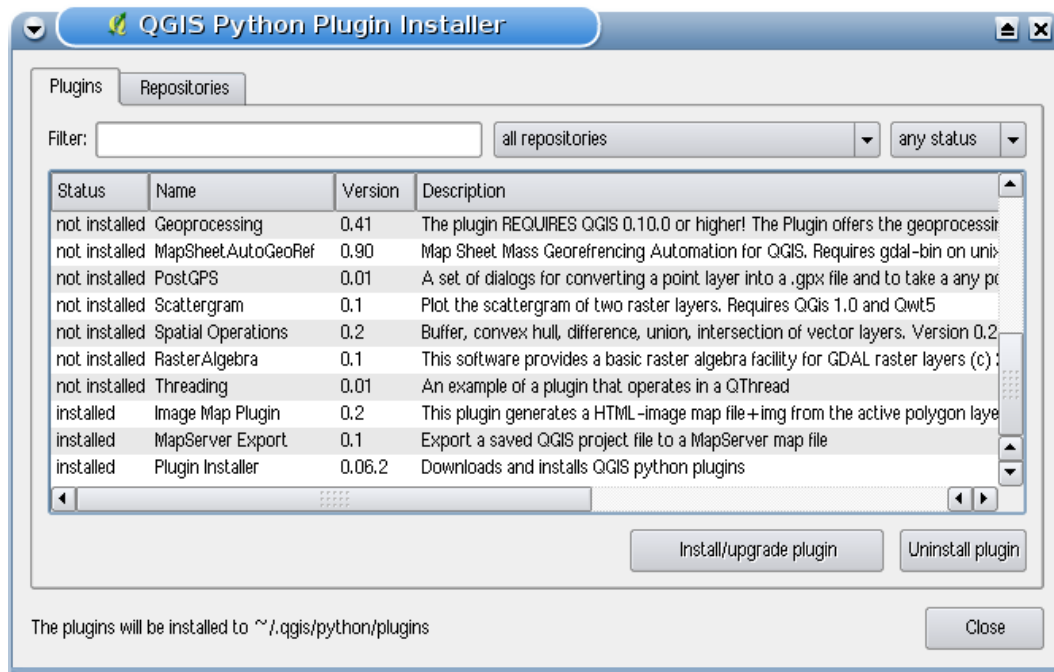 QGIS Python Plugin Installer
Plugins Repositories
Filter: all repositories any status
Status Name Version Description
not installed Geoprocessing 0.41 The plugin REQUIRES QGIS 0.10.0 or higher! The Plugin offers the geoprocessin
not installed MapSheetAutoGeoRef 0.90 Map Sheet Mass Georefrencing Automation for QGIS. Requires gdal-bin on unix
not installed PostGPS 0.01 A set of dialogs for converting a point layer into a .gpx file and to take a any po
not installed Scattergram 0.1 Plot the scattergram of two raster layers. Requires QGis 1.0 and Qwt5
not installed Spatial Operations 0.2 Buffer, convex hull, difference, union, intersection of vector layers. Version 0.2
not installed RasterAlgebra 0.1 This software provides a basic raster algebra facility for GDAL raster layers (c)
not installed Threading 0.01 An example of a plugin that operates in a QThread
installed Image Map Plugin 0.2 This plugin generates a HTML-image map file+img from the active polygon laye
installed MapServer Export 0.1 Export a saved QGIS project file to a MapServer map file
installed Plugin Installer 0.06.2 Downloads and installs QGIS python plugins
Install/upgrade plugin Uninstall plugin
The plugins will be installed to ~/.qgis/python/plugins Close